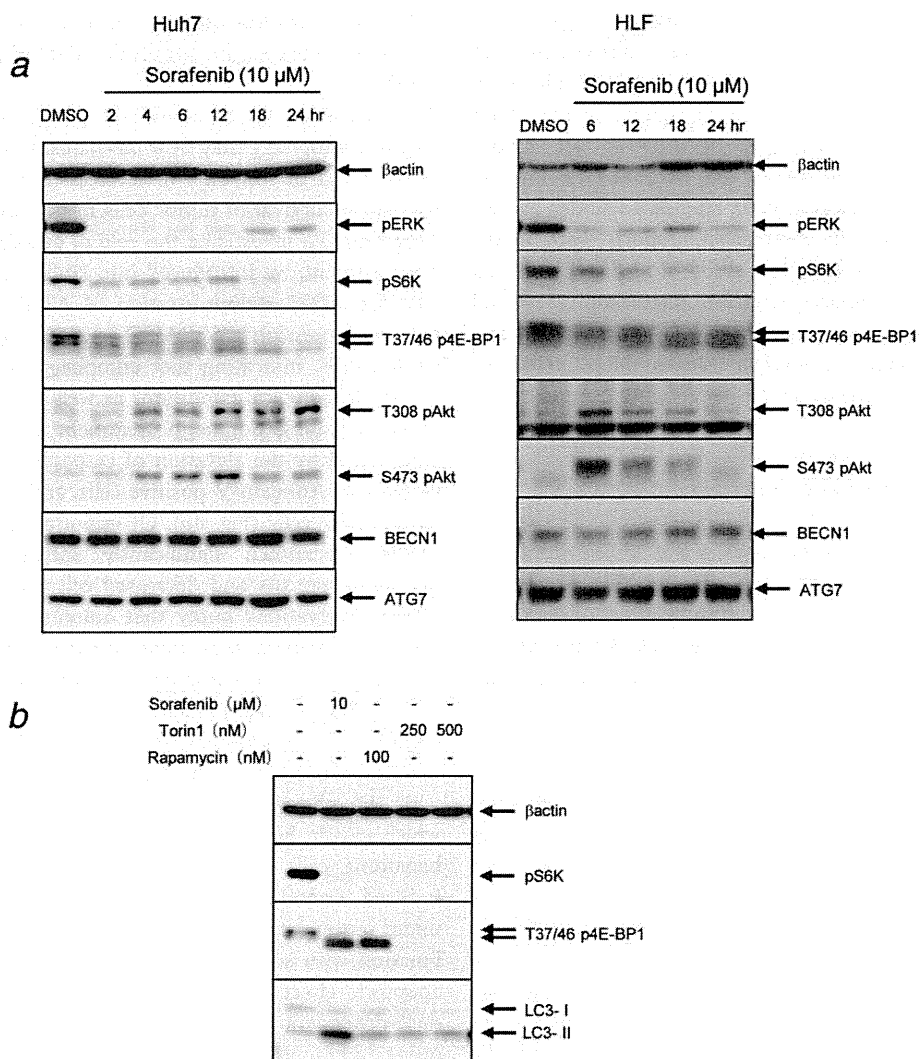 Huh7
HLF
a
Sorafenib (10 µM)
DMSO 2 4 6 12 18 24 hr
βactin
pERK
pS6K
T37/46 p4E-BP1
T308 pAkt
S473 pAkt
BECN1
ATG7
Sorafenib (10 µM)
DMSO 6 12 18 24 hr
βactin
pERK
pS6K
T37/46 p4E-BP1
T308 pAkt
S473 pAkt
BECN1
ATG7
b
Sorafenib (µM) - 10 - - -
Torin1 (nM) - - - 250 500
Rapamycin (nM) - - 100 - -
βactin
pS6K
T37/46 p4E-BP1
LC3- I
LC3- II